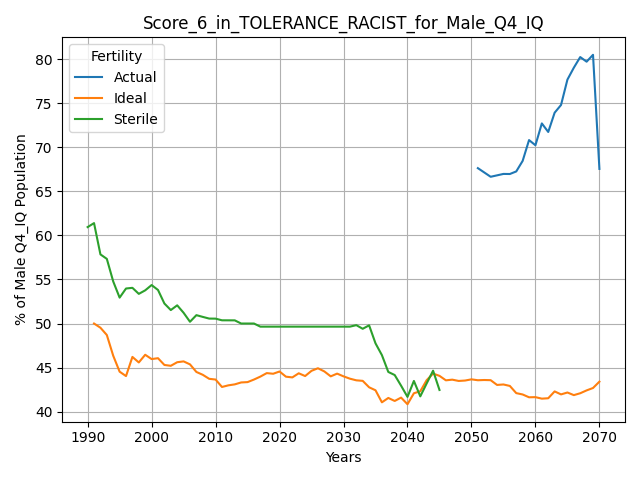 Score_6_in_TOLERANCE_RACIST_for_Male_Q4_IQ
Fertility
Actual
Ideal
Sterile
% of Male Q4_IQ Population
80
75
70
65
60
55
50
45
40
1990 2000 2010 2020 2030 2040 2050 2060 2070
Years